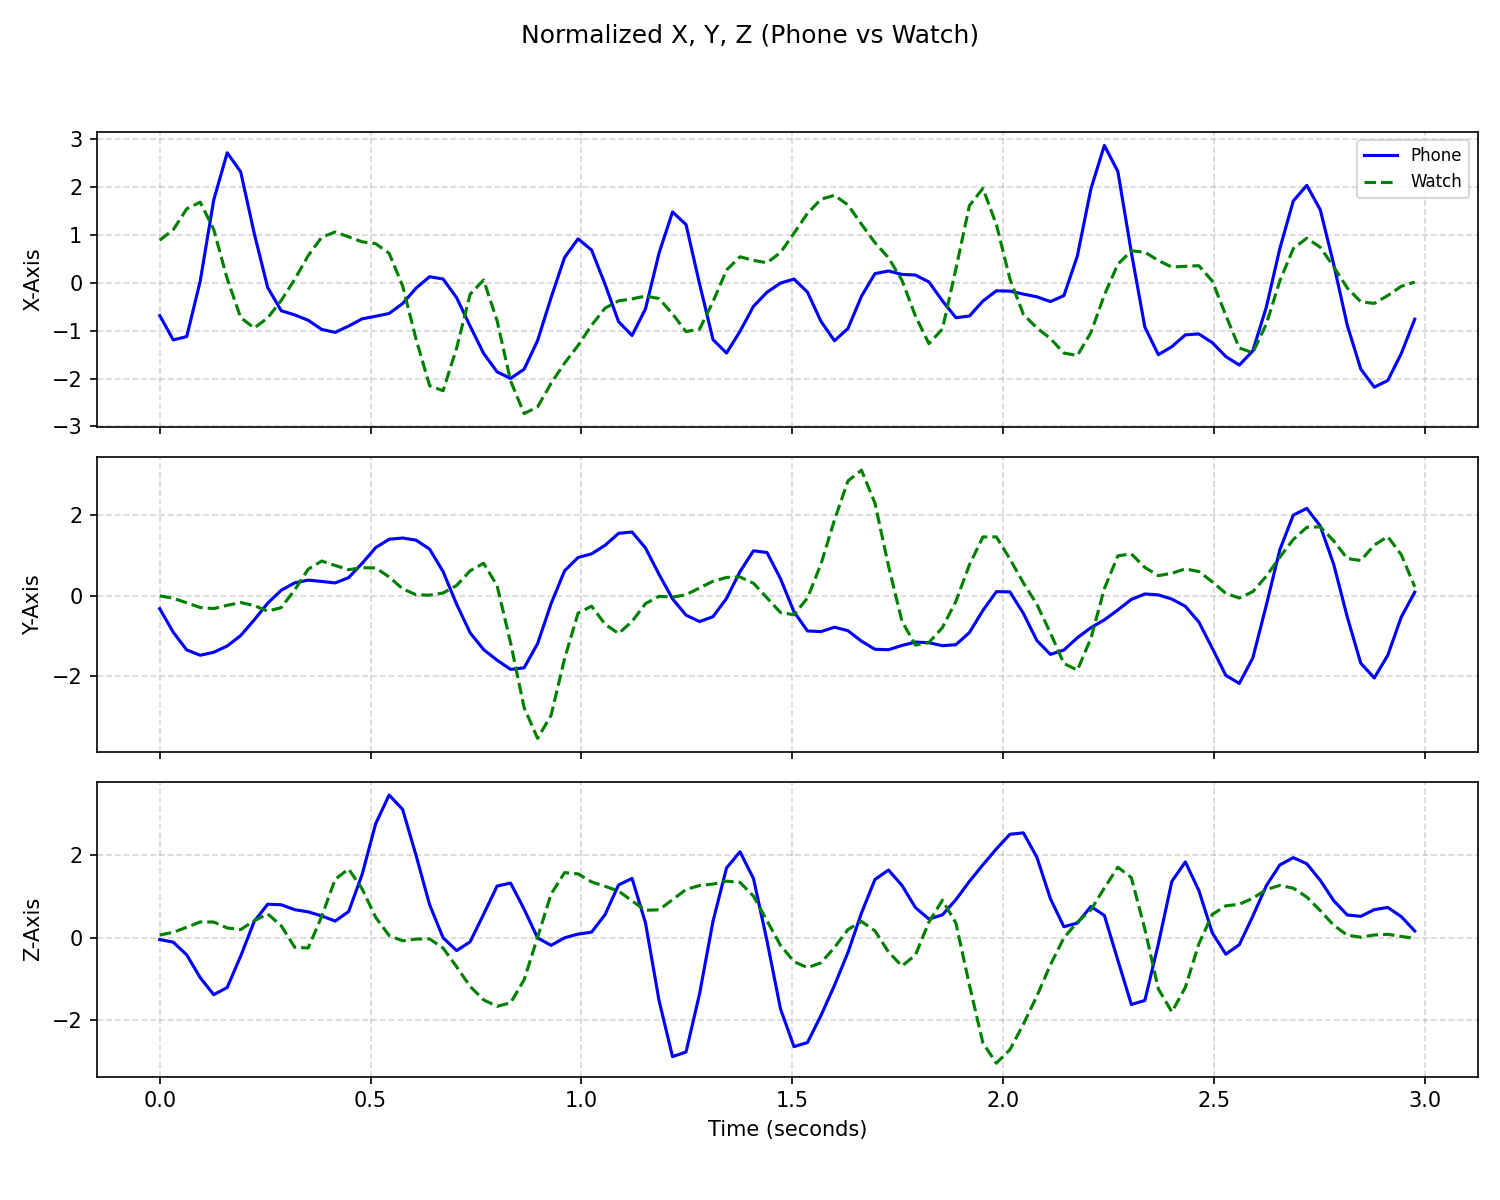 Normalized X, Y, Z (Phone vs Watch)
3
2
1
0
−1
−2
−3
X-Axis
Phone
Watch
2
0
−2
Y-Axis
2
0
−2
Z-Axis
0.0 0.5 1.0 1.5 2.0 2.5 3.0
Time (seconds)